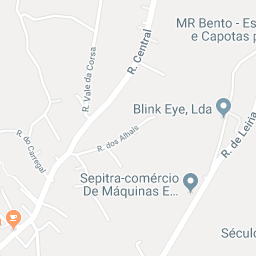 MR Bento - Es
e Capotas p
R. Central
R. Vale da Corsa
Blink Eye, Lda
R. de Leiria
R. dos Alhais
R. do Carregal
Sepitra-comércio
De Máquinas E...
Século